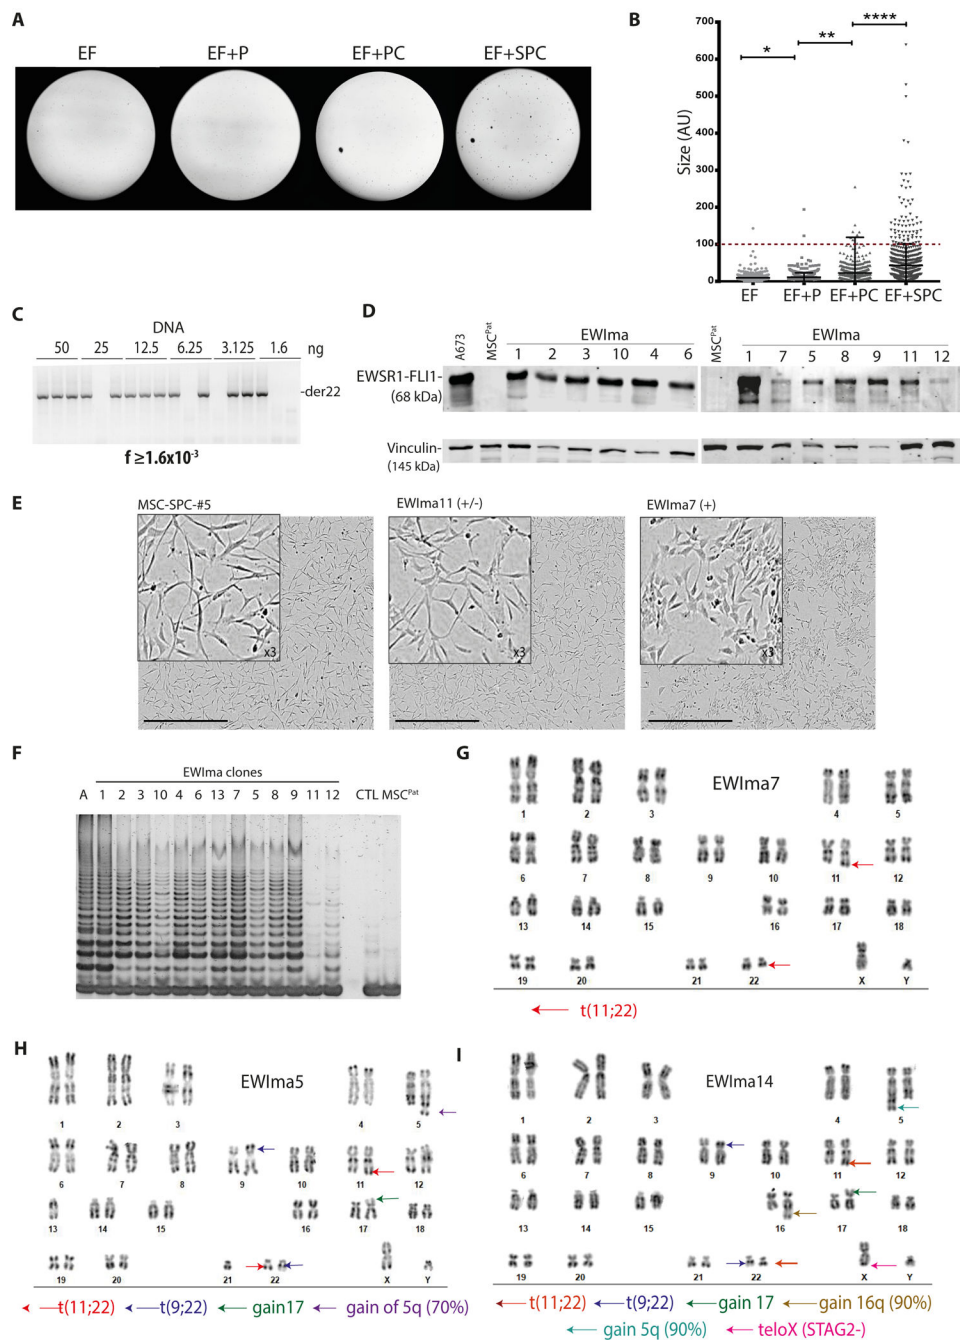 A
EF
EF+P
EF+PC
EF+SPC
B
*
**
****
Size (AU)
700
600
500
400
300
200
100
0
EF
EF+P
EF+PC
EF+SPC
C
DNA
50 25 12.5 6.25 3.125 1.6 ng
-der22
f ≥1.6x10⁻³
D
A673
MSCPat
EWIma
1 2 3 10 4 6
MSCPat
EWIma
1 7 5 8 9 11 12
EWSR1-FLI1-
(68 kDa)
Vinculin-
(145 kDa)
E
MSC-SPC-#5
x3
EWIma11 (+/-)
x3
EWIma7 (+)
x3
F
EWIma clones
A 1 2 3 10 4 6 13 7 5 8 9 11 12 CTL MSCPat
G
EWIma7
1 2 3 4 5
6 7 8 9 10 11 12
13 14 15 16 17 18
19 20 21 22 X Y
t(11;22)
H
EWIma5
1 2 3 4 5
6 7 8 9 10 11 12
13 14 15 16 17 18
19 20 21 22 X Y
t(11;22) t(9;22) gain17 gain of 5q (70%)
I
EWIma14
1 2 3 4 5
6 7 8 9 10 11 12
13 14 15 16 17 18
19 20 21 22 X Y
t(11;22) t(9;22) gain 17 gain 16q (90%)
gain 5q (90%) teloX (STAG2-)